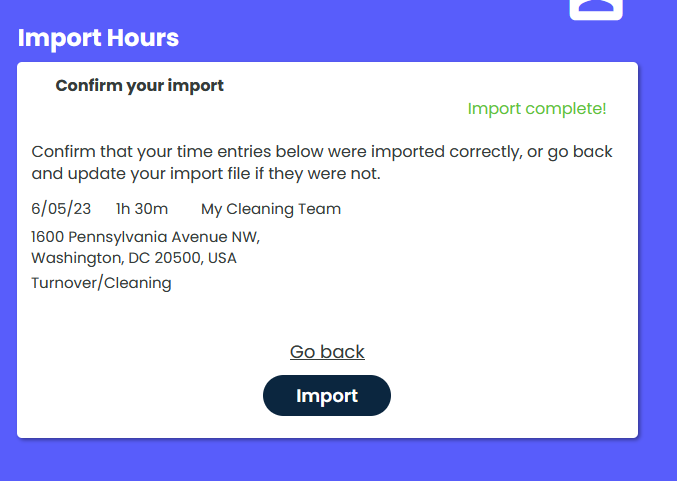 Import Hours
Confirm your import
Import complete!
Confirm that your time entries below were imported correctly, or go back
and update your import file if they were not.
6/05/23 1h 30m My Cleaning Team
1600 Pennsylvania Avenue NW,
Washington, DC 20500, USA
Turnover/Cleaning
Go back
Import